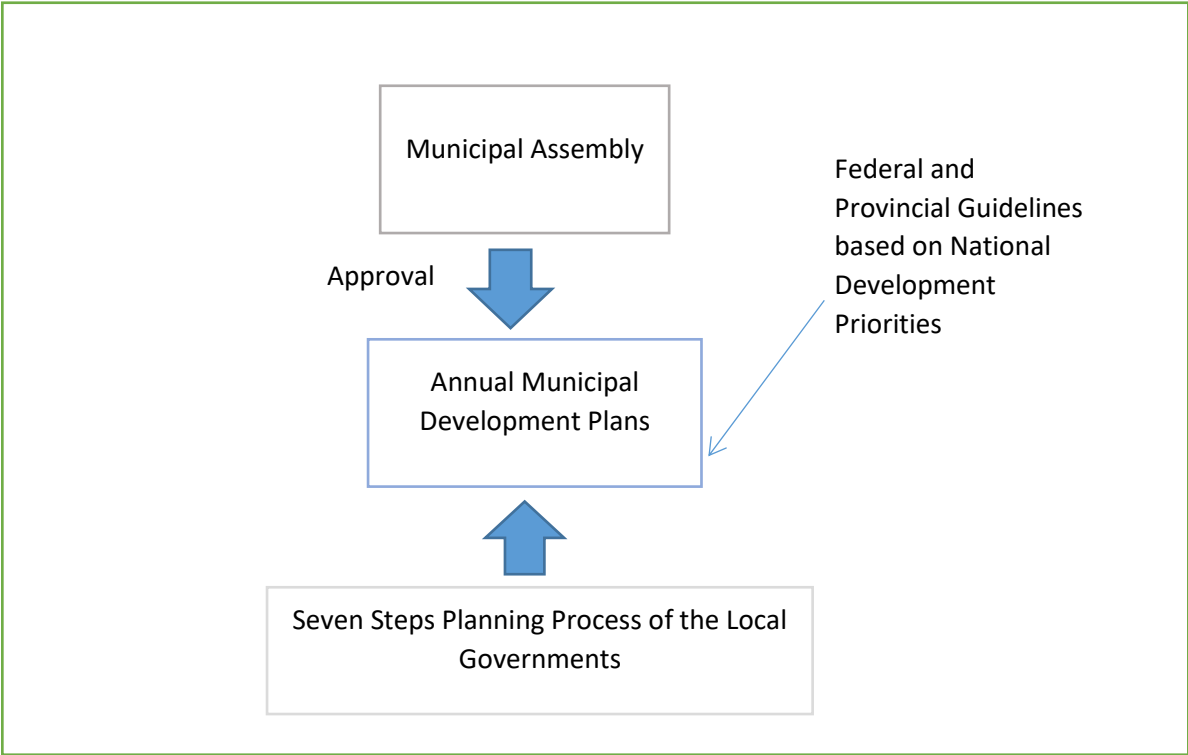 Municipal Assembly
Federal and
Provincial Guidelines
based on National
Development
Priorities
Approval
Annual Municipal
Development Plans
Seven Steps Planning Process of the Local
Governments